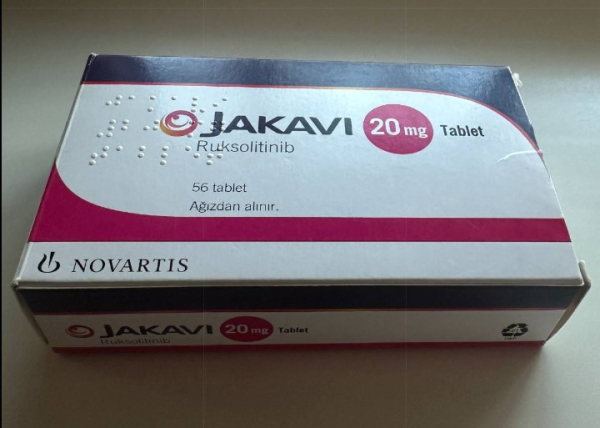 JAKAVI 20 mg Tablet
Ruksolitinib
56 tablet
Ağızdan alınır.
NOVARTIS
JAKAVI 20 mg Tablet
Ruksolitinib